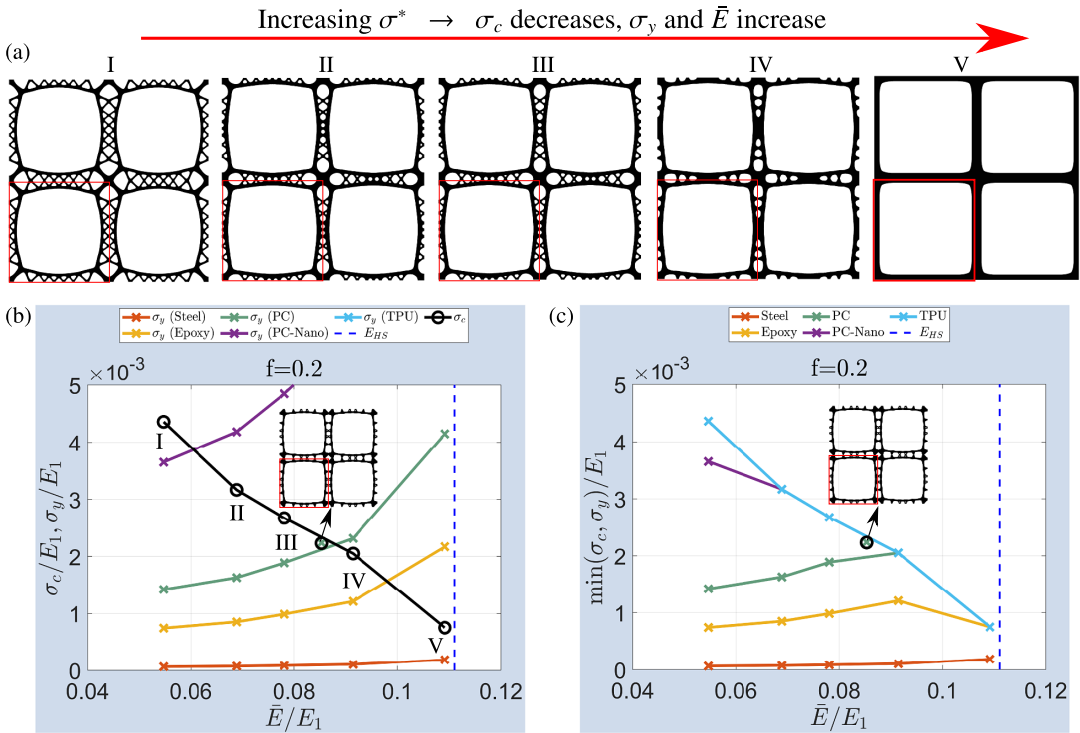 Increasing σ* → σc decreases, σy and Ē increase
(a)
I II III IV V
(b)
σy (Steel) σy (PC) σy (TPU) σc
σy (Epoxy) σy (PC-Nano) EHS
×10⁻³ f=0.2
5
4
3
2
1
0
σc/E1, σy/E1
I
II
III
IV
V
0.04 0.06 0.08 0.1 0.12
Ē/E1
(c)
Steel PC TPU
Epoxy PC-Nano EHS
×10⁻³ f=0.2
5
4
3
2
1
0
min(σc, σy)/E1
0.04 0.06 0.08 0.1 0.12
Ē/E1